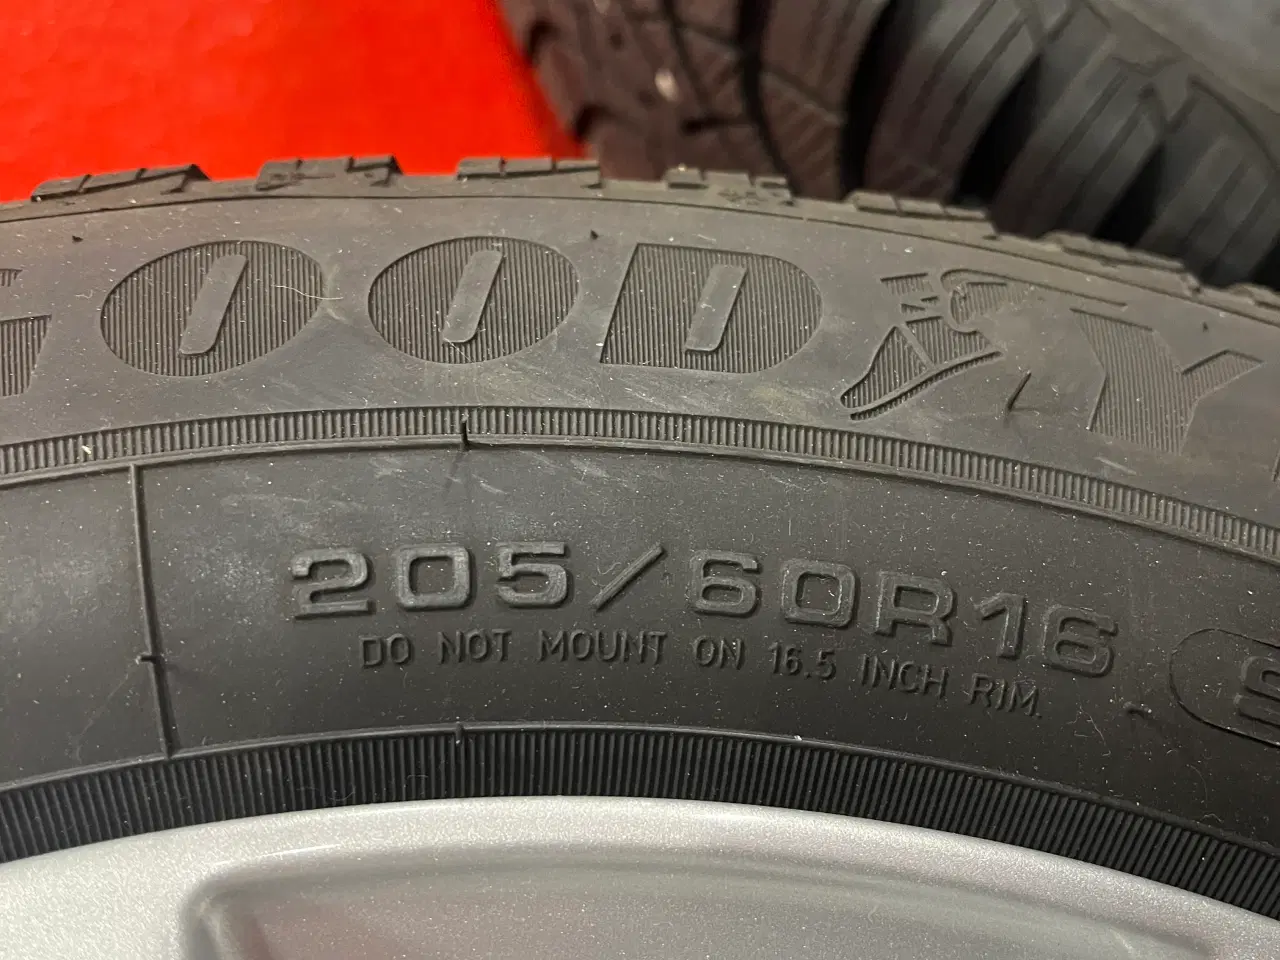 GOODY
205/60R16
DO NOT MOUNT ON 16.5 INCH RIM.
S